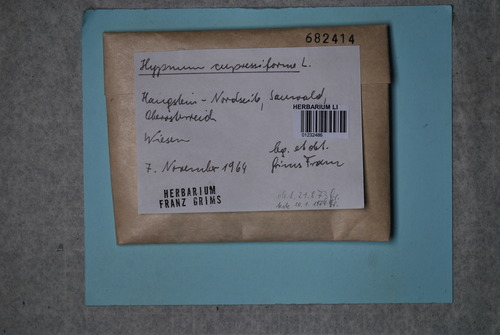 682414
Hypnum cupressiforme L.
Haugstein - Nordseite, Sauwald,
Oberösterreich
HERBARIUM LI
01232486
Wiesen
leg. et det.
Grims Franz
7. November 1964
HERBARIUM
FRANZ GRIMS